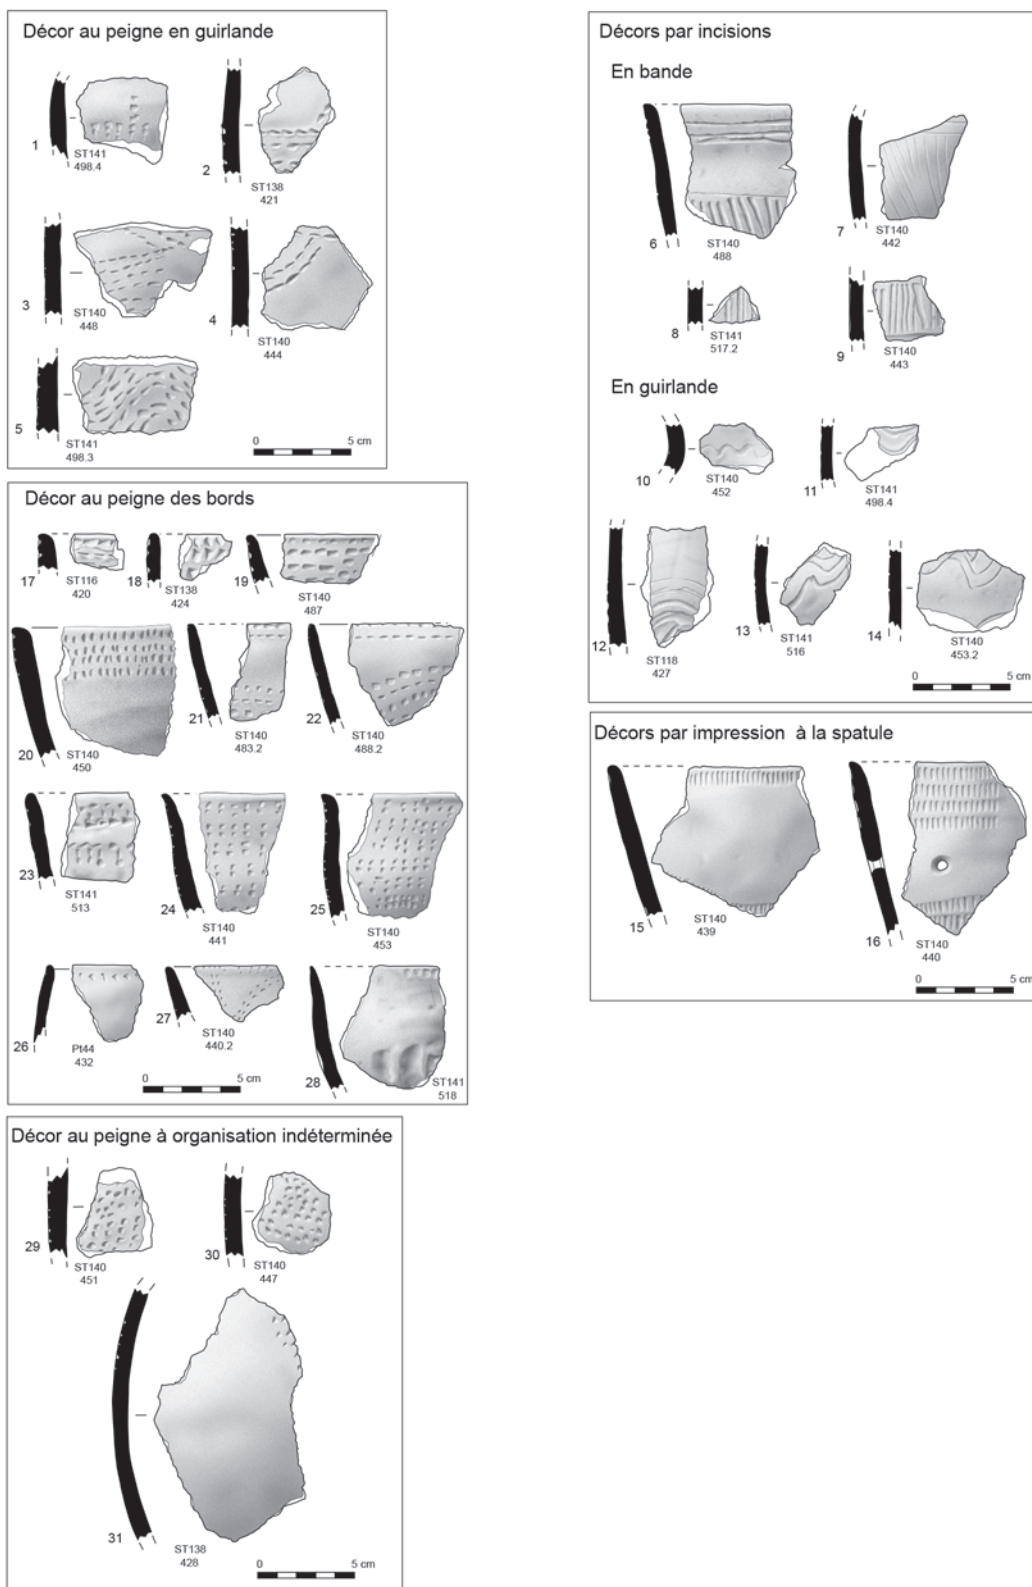 Décor au peigne en guirlande
1
ST141
498.4
2
ST138
421
3
ST140
448
4
ST140
444
5
ST141
498.3
0 5 cm
Décor au peigne des bords
17
ST116
420
18
ST138
424
19
ST140
487
20
ST140
450
21
ST140
483.2
22
ST140
488.2
23
ST141
513
24
ST140
441
25
ST140
453
26
Pt44
432
27
ST140
440.2
28
ST141
518
0 5 cm
Décor au peigne à organisation indéterminée
29
ST140
451
30
ST140
447
31
ST138
428
0 5 cm
Décors par incisions
En bande
6
ST140
488
7
ST140
442
8
ST141
517.2
9
ST140
443
En guirlande
10
ST140
452
11
ST141
498.4
12
ST118
427
13
ST141
516
14
ST140
453.2
0 5 cm
Décors par impression à la spatule
15
ST140
439
16
ST140
440
0 5 cm